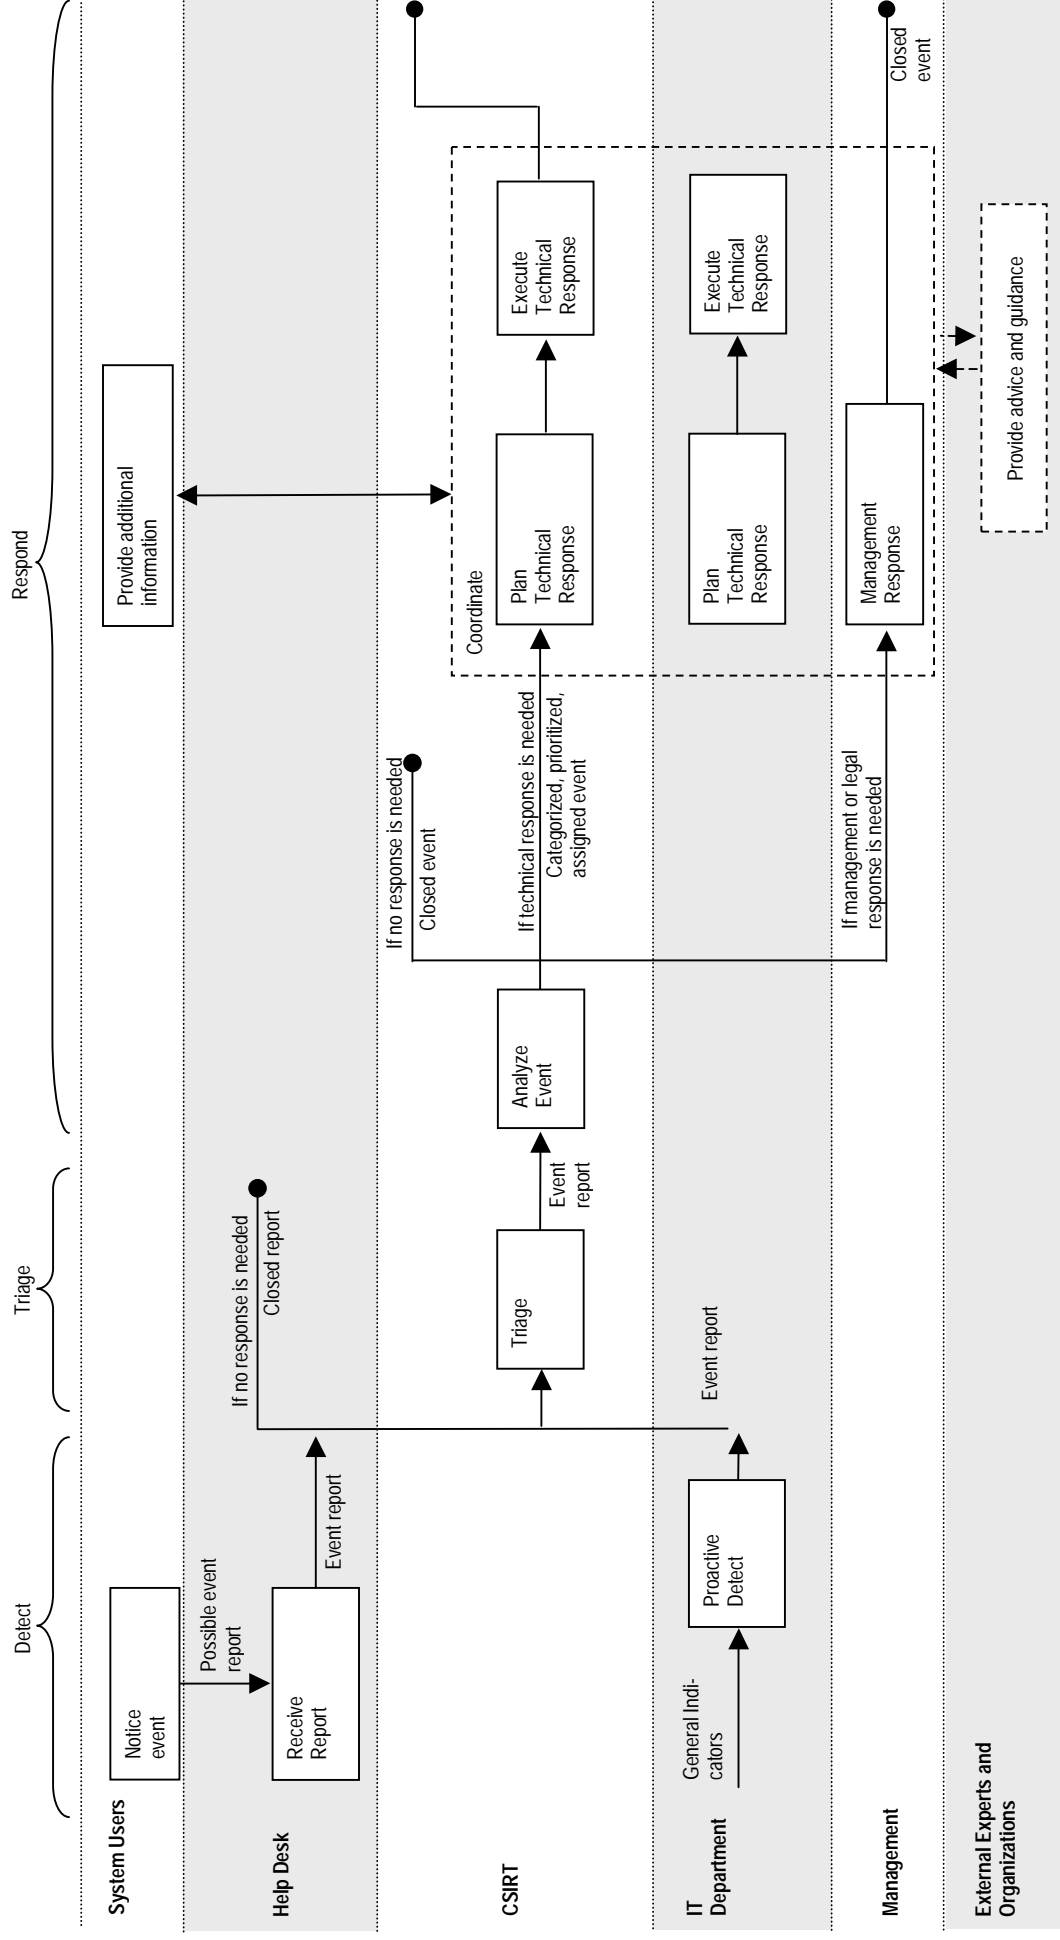 Detect
Triage
Respond
System Users
Notice
event
Provide additional
information
Help Desk
Possible event
report
Receive
Report
Event report
If no response is needed
Closed report
CSIRT
Triage
Event
report
Analyze
Event
If no response is needed
Closed event
If technical response is needed
Categorized, prioritized,
assigned event
Coordinate
Plan
Technical
Response
Execute
Technical
Response
IT
Department
General Indi-
cators
Proactive
Detect
Event report
Plan
Technical
Response
Execute
Technical
Response
Management
If management or legal
response is needed
Management
Response
Closed
event
External Experts and
Organizations
Provide advice and guidance